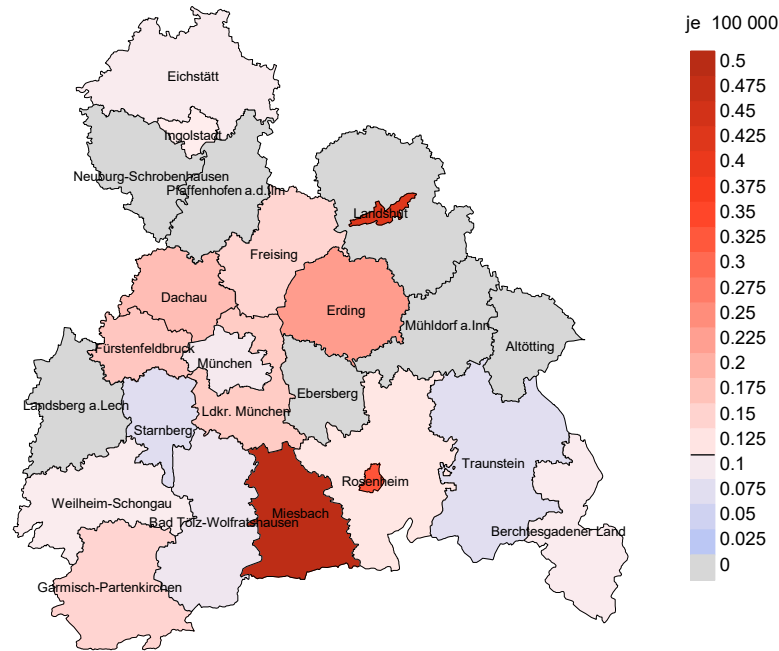 je 100 000
Eichstätt
Ingolstadt
Neuburg-Schrobenhausen
Pfaffenhofen a.d.Ilm
Landshut
Freising
Dachau
Erding
Mühldorf a.Inn
Altötting
Fürstenfeldbruck
München
Ebersberg
Landsberg a.Lech
Ldkr. München
Starnberg
Traunstein
Rosenheim
Weilheim-Schongau
Miesbach
Bad Tölz-Wolfratshausen
Berchtesgadener Land
Garmisch-Partenkirchen
0.5
0.475
0.45
0.425
0.4
0.375
0.35
0.325
0.3
0.275
0.25
0.225
0.2
0.175
0.15
0.125
0.1
0.075
0.05
0.025
0